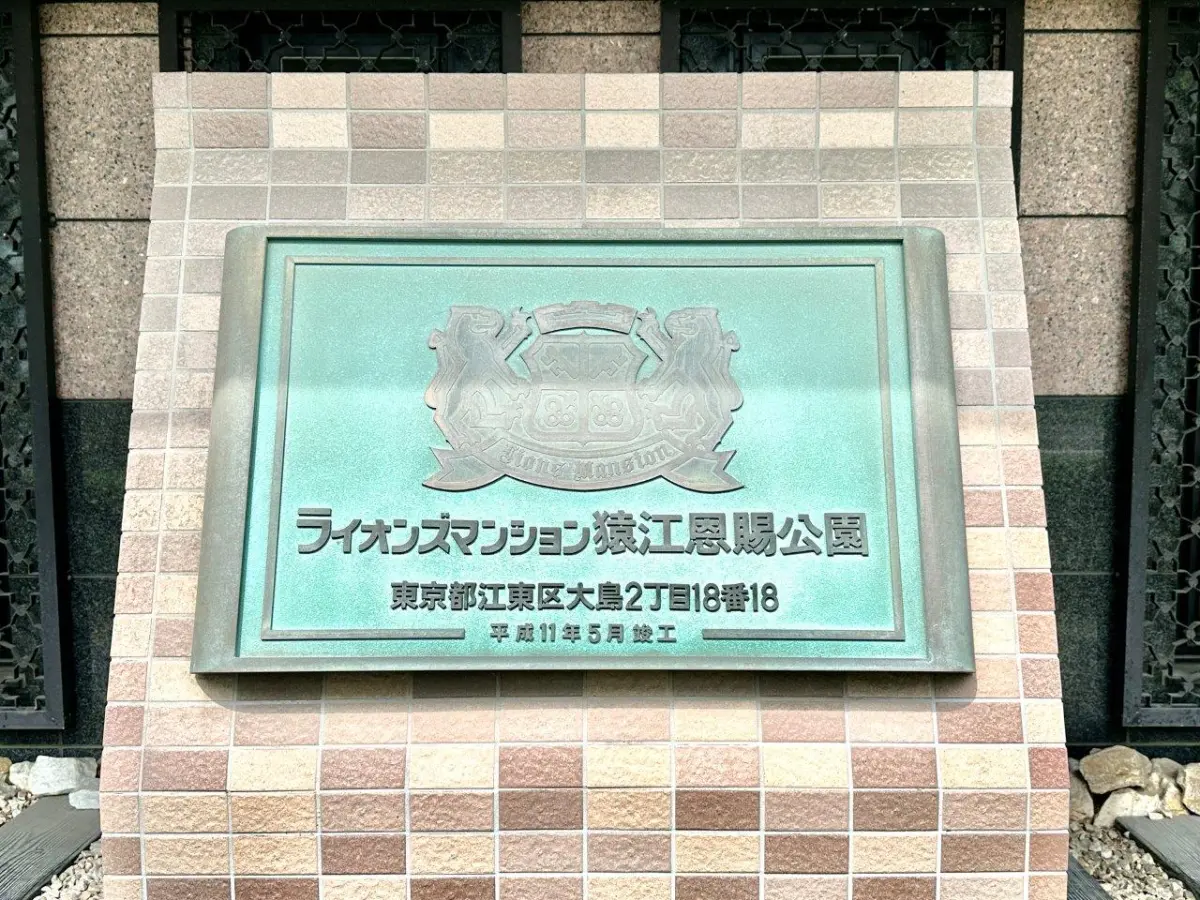 Lions Mansion
ライオンズマンション猿江恩賜公園
東京都江東区大島2丁目18番18
平成11年5月竣工